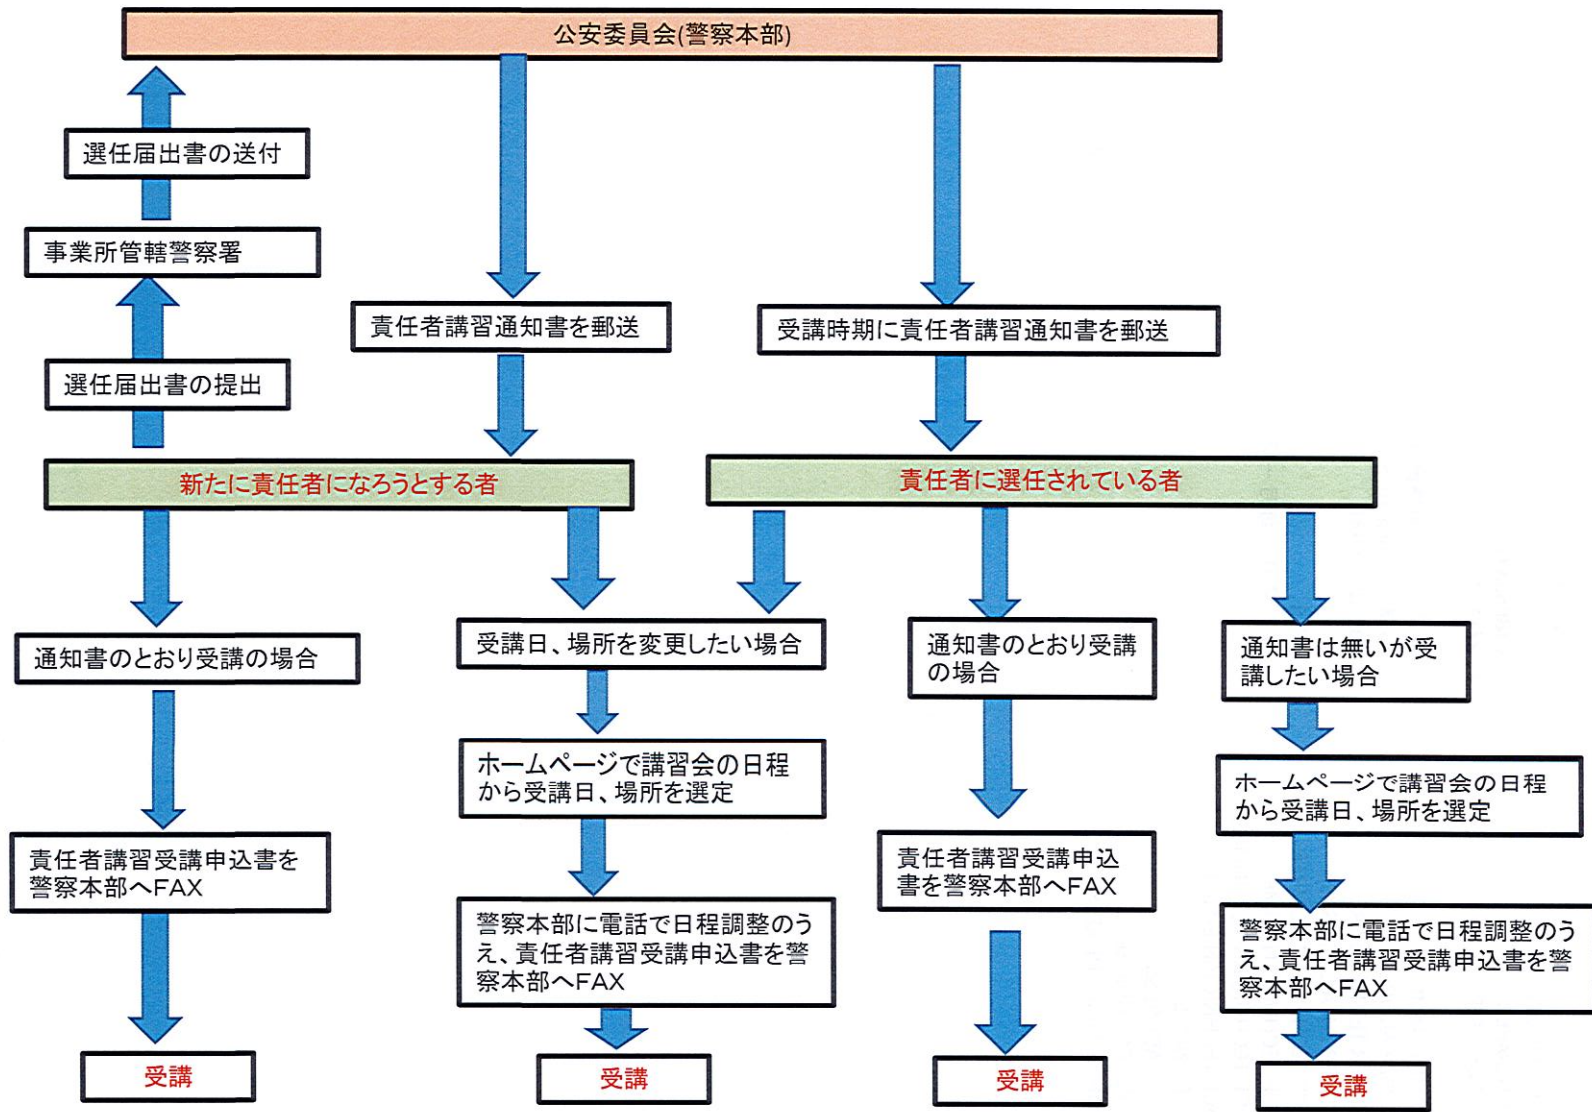 公安委員会(警察本部)
選任届出書の送付
事業所管轄警察署
責任者講習通知書を郵送
受講時期に責任者講習通知書を郵送
選任届出書の提出
新たに責任者になろうとする者
責任者に選任されている者
通知書のとおり受講の場合
受講日、場所を変更したい場合
通知書のとおり受講
の場合
通知書は無いが受
講したい場合
ホームページで講習会の日程
から受講日、場所を選定
ホームページで講習会の日程
から受講日、場所を選定
責任者講習受講申込書を
警察本部へFAX
責任者講習受講申込
書を警察本部へFAX
警察本部に電話で日程調整のう
え、責任者講習受講申込書を警
察本部へFAX
警察本部に電話で日程調整のう
え、責任者講習受講申込書を警
察本部へFAX
受講
受講
受講
受講